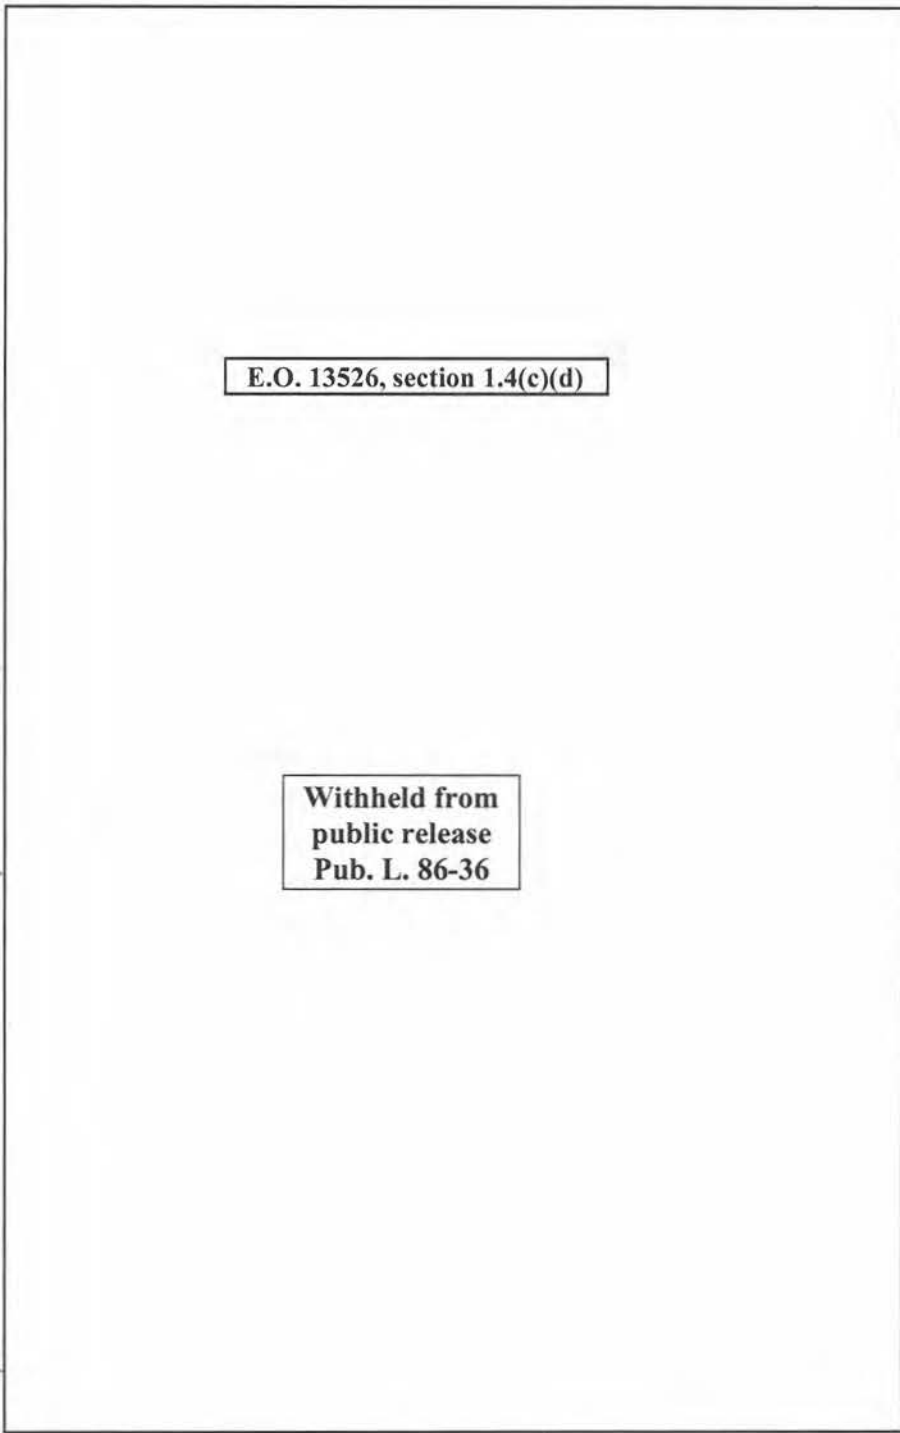 E.O. 13526, section 1.4(c)(d)
Withheld from
public release
Pub. L. 86-36